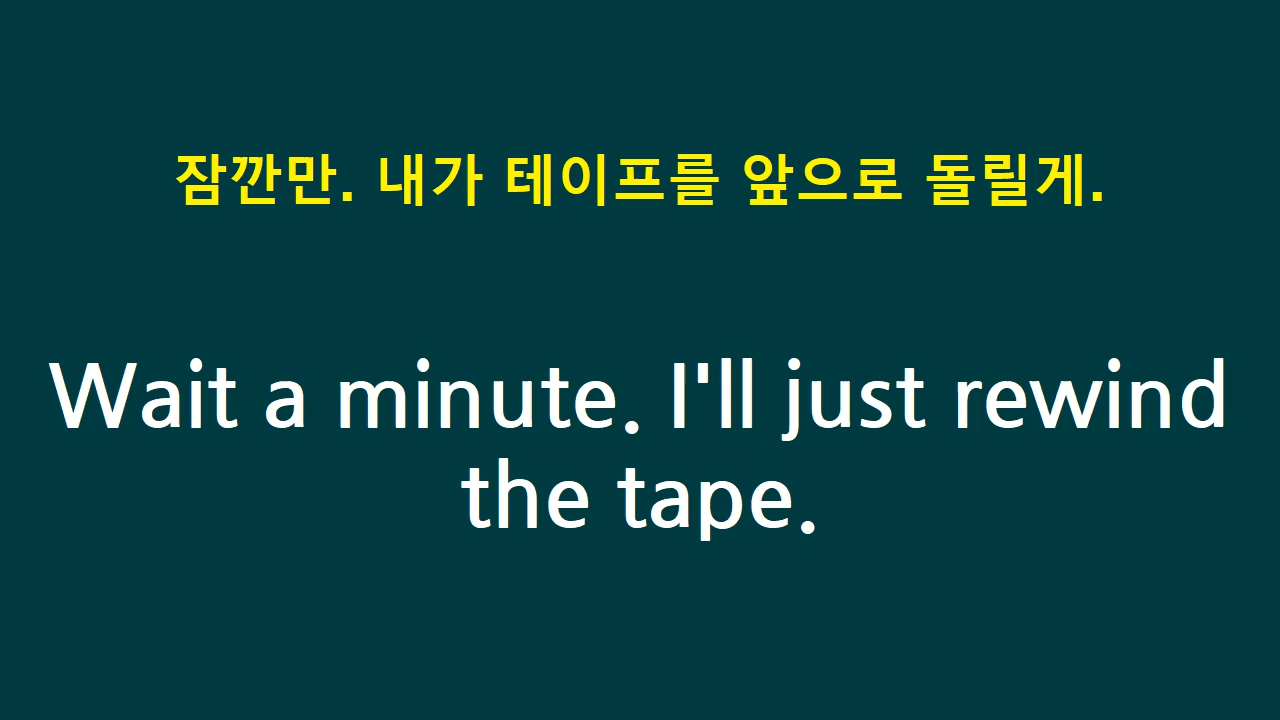 잠깐만. 내가 테이프를 앞으로 돌릴게.
Wait a minute. I'll just rewind
the tape.